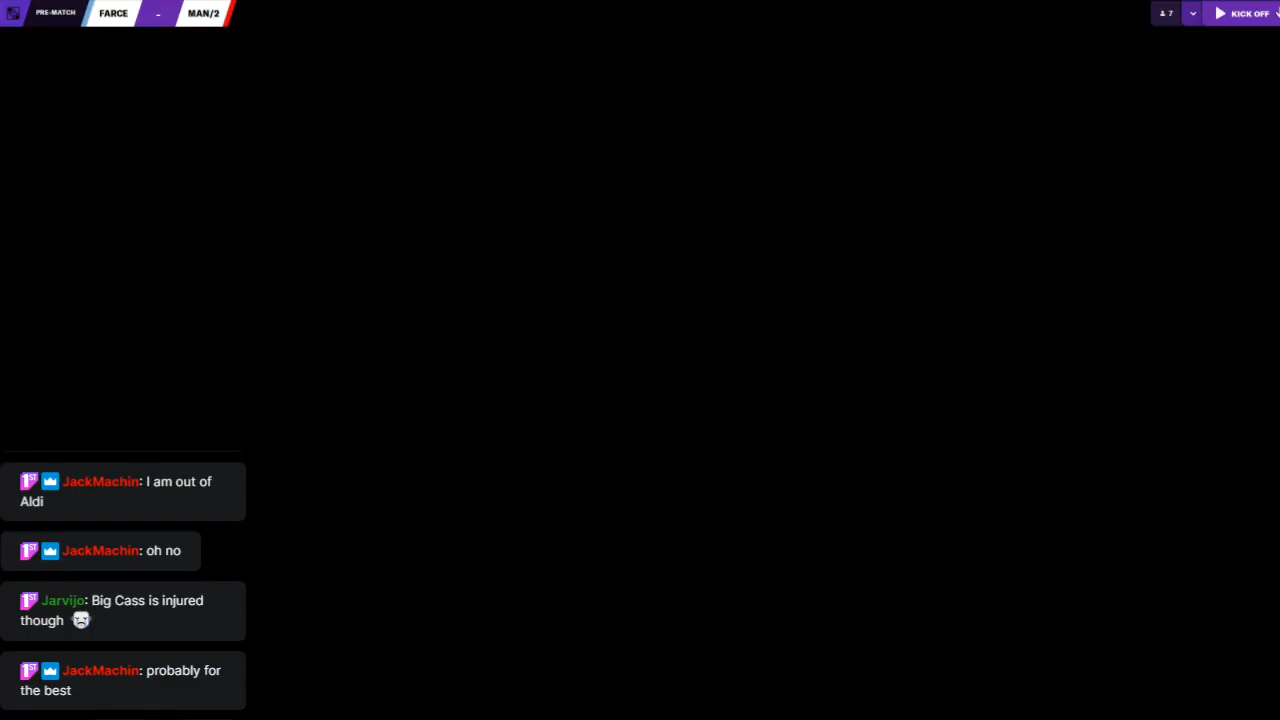 PRE-MATCH FARCE - MAN/2 7 KICK OFF
JackMachin: I am out of
Aldi
JackMachin: oh no
Jarvijo: Big Cass is injured
though
JackMachin: probably for
the best